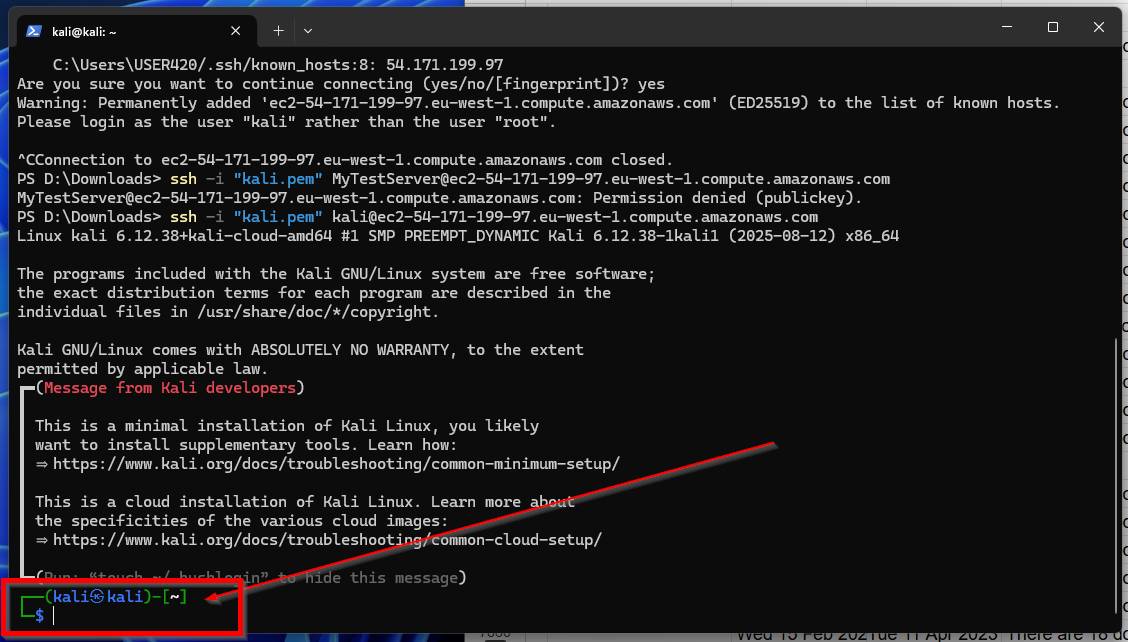 kali@kali: ~
C:\Users\USER420/.ssh/known_hosts:8: 54.171.199.97
Are you sure you want to continue connecting (yes/no/[fingerprint])? yes
Warning: Permanently added 'ec2-54-171-199-97.eu-west-1.compute.amazonaws.com' (ED25519) to the list of known hosts.
Please login as the user "kali" rather than the user "root".
^CConnection to ec2-54-171-199-97.eu-west-1.compute.amazonaws.com closed.
PS D:\Downloads> ssh -i "kali.pem" MyTestServer@ec2-54-171-199-97.eu-west-1.compute.amazonaws.com
MyTestServer@ec2-54-171-199-97.eu-west-1.compute.amazonaws.com: Permission denied (publickey).
PS D:\Downloads> ssh -i "kali.pem" kali@ec2-54-171-199-97.eu-west-1.compute.amazonaws.com
Linux kali 6.12.38+kali-cloud-amd64 #1 SMP PREEMPT_DYNAMIC Kali 6.12.38-1kali1 (2025-08-12) x86_64
The programs included with the Kali GNU/Linux system are free software;
the exact distribution terms for each program are described in the
individual files in /usr/share/doc/*/copyright.
Kali GNU/Linux comes with ABSOLUTELY NO WARRANTY, to the extent
permitted by applicable law.
┏━(Message from Kali developers)
This is a minimal installation of Kali Linux, you likely
want to install supplementary tools. Learn how:
⇒ https://www.kali.org/docs/troubleshooting/common-minimum-setup/
This is a cloud installation of Kali Linux. Learn more about
the specificities of the various cloud images:
⇒ https://www.kali.org/docs/troubleshooting/common-cloud-setup/
┗━(Run: “touch ~/.hushlogin” to hide this message)
┌──(kali㉿kali)-[~]
└─$